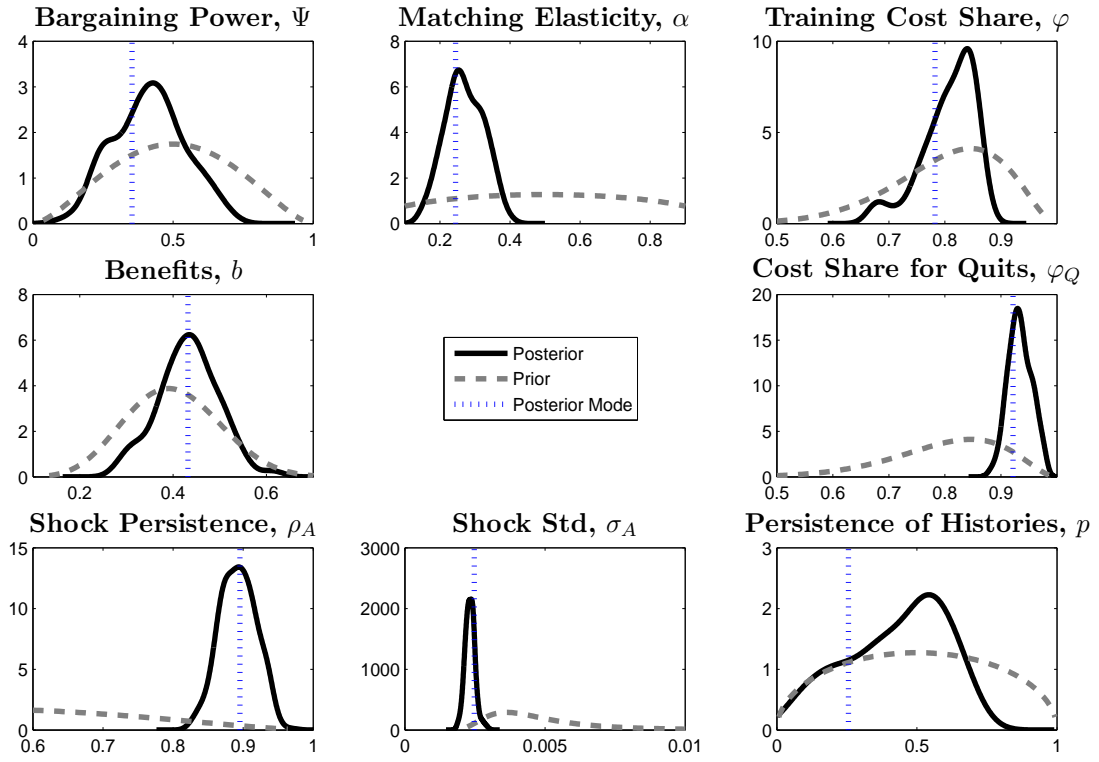 Bargaining Power, Ψ
Matching Elasticity, α
Training Cost Share, φ
4
3
2
1
0
0 0.5 1
8
6
4
2
0
0.2 0.4 0.6 0.8
10
5
0
0.5 0.6 0.7 0.8 0.9
Benefits, b
Cost Share for Quits, φ_Q
8
6
4
2
0
0.2 0.4 0.6
Posterior
Prior
Posterior Mode
20
15
10
5
0
0.5 0.6 0.7 0.8 0.9
Shock Persistence, ρ_A
Shock Std, σ_A
Persistence of Histories, p
15
10
5
0
0.6 0.7 0.8 0.9 1
3000
2000
1000
0
0 0.005 0.01
3
2
1
0
0 0.5 1